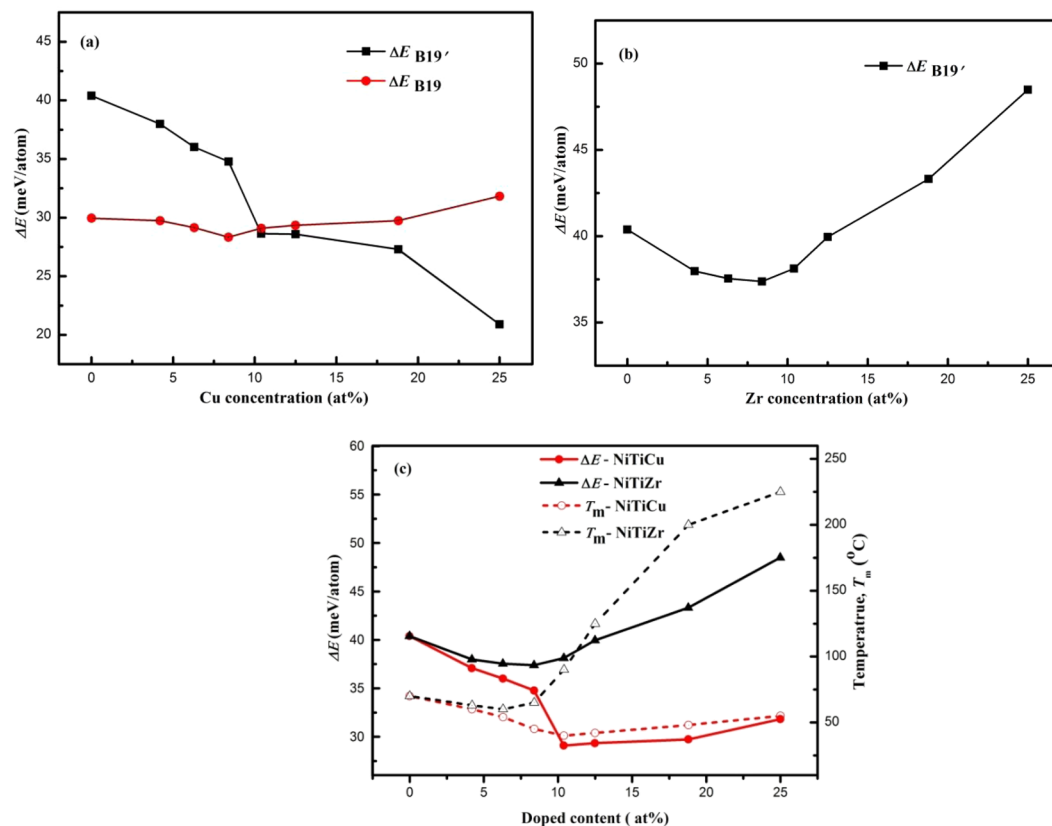 (a)
ΔE B19′
ΔE B19
45
40
35
30
25
20
ΔE (meV/atom)
0 5 10 15 20 25
Cu concentration (at%)
(b)
ΔE B19′
50
45
40
35
ΔE (meV/atom)
0 5 10 15 20 25
Zr concentration (at%)
(c)
ΔE - NiTiCu
ΔE - NiTiZr
Tm - NiTiCu
Tm - NiTiZr
60
55
50
45
40
35
30
ΔE (meV/atom)
250
200
150
100
50
0
Temperatrue, Tm (°C)
0 5 10 15 20 25
Doped content ( at%)